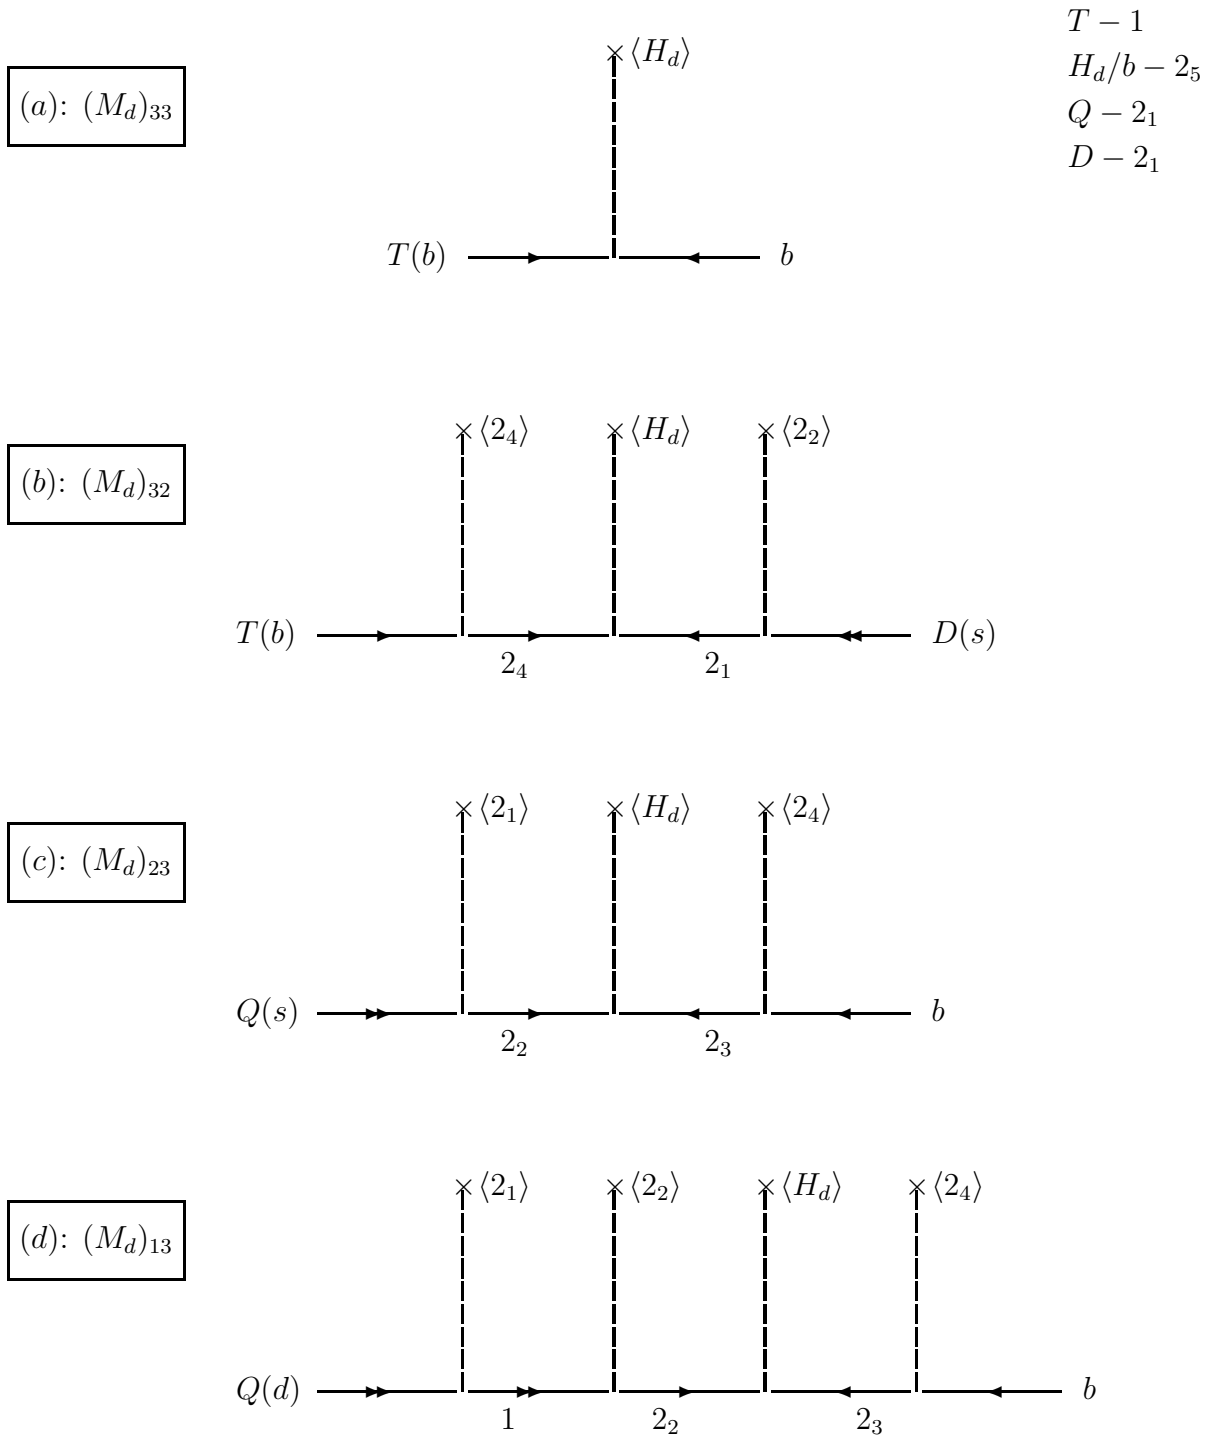 T − 1
H_d/b − 2_5
Q − 2_1
D − 2_1
(a): (M_d)_33
× ⟨H_d⟩
T(b) b
(b): (M_d)_32
× ⟨2_4⟩ × ⟨H_d⟩ × ⟨2_2⟩
T(b) D(s)
2_4 2_1
(c): (M_d)_23
× ⟨2_1⟩ × ⟨H_d⟩ × ⟨2_4⟩
Q(s) b
2_2 2_3
(d): (M_d)_13
× ⟨2_1⟩ × ⟨2_2⟩ × ⟨H_d⟩ × ⟨2_4⟩
Q(d) b
1 2_2 2_3